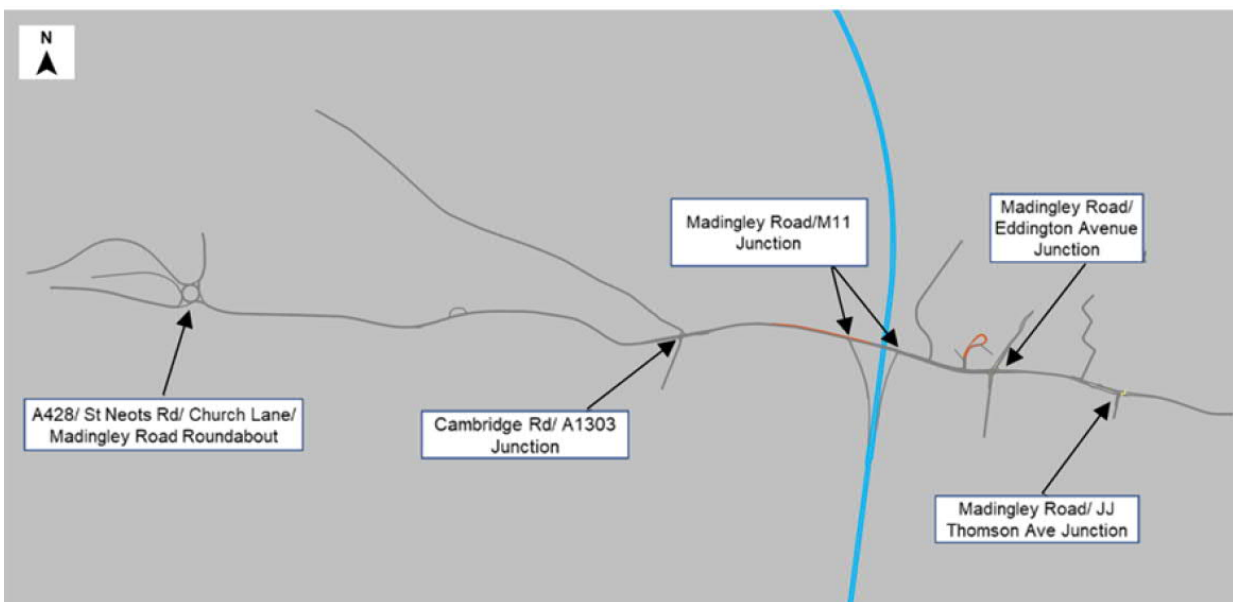 N
Madingley Road/
Eddington Avenue
Junction
Madingley Road/M11
Junction
A428/ St Neots Rd/ Church Lane/
Madingley Road Roundabout
Cambridge Rd/ A1303
Junction
Madingley Road/ JJ
Thomson Ave Junction